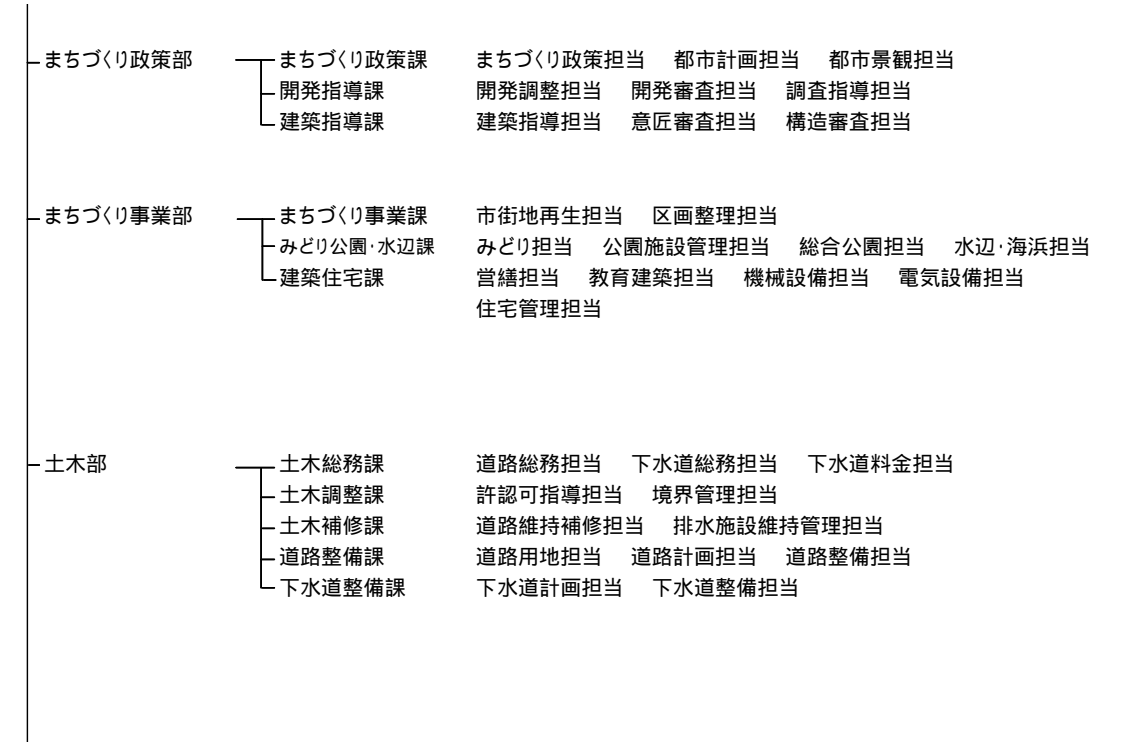 まちづくり政策部 まちづくり政策課 まちづくり政策担当 都市計画担当 都市景観担当
開発指導課 開発調整担当 開発審査担当 調査指導担当
建築指導課 建築指導担当 意匠審査担当 構造審査担当
まちづくり事業部 まちづくり事業課 市街地再生担当 区画整理担当
みどり公園・水辺課 みどり担当 公園施設管理担当 総合公園担当 水辺・海浜担当
建築住宅課 営繕担当 教育建築担当 機械設備担当 電気設備担当
住宅管理担当
土木部 土木総務課 道路総務担当 下水道総務担当 下水道料金担当
土木調整課 許認可指導担当 境界管理担当
土木補修課 道路維持補修担当 排水施設維持管理担当
道路整備課 道路用地担当 道路計画担当 道路整備担当
下水道整備課 下水道計画担当 下水道整備担当